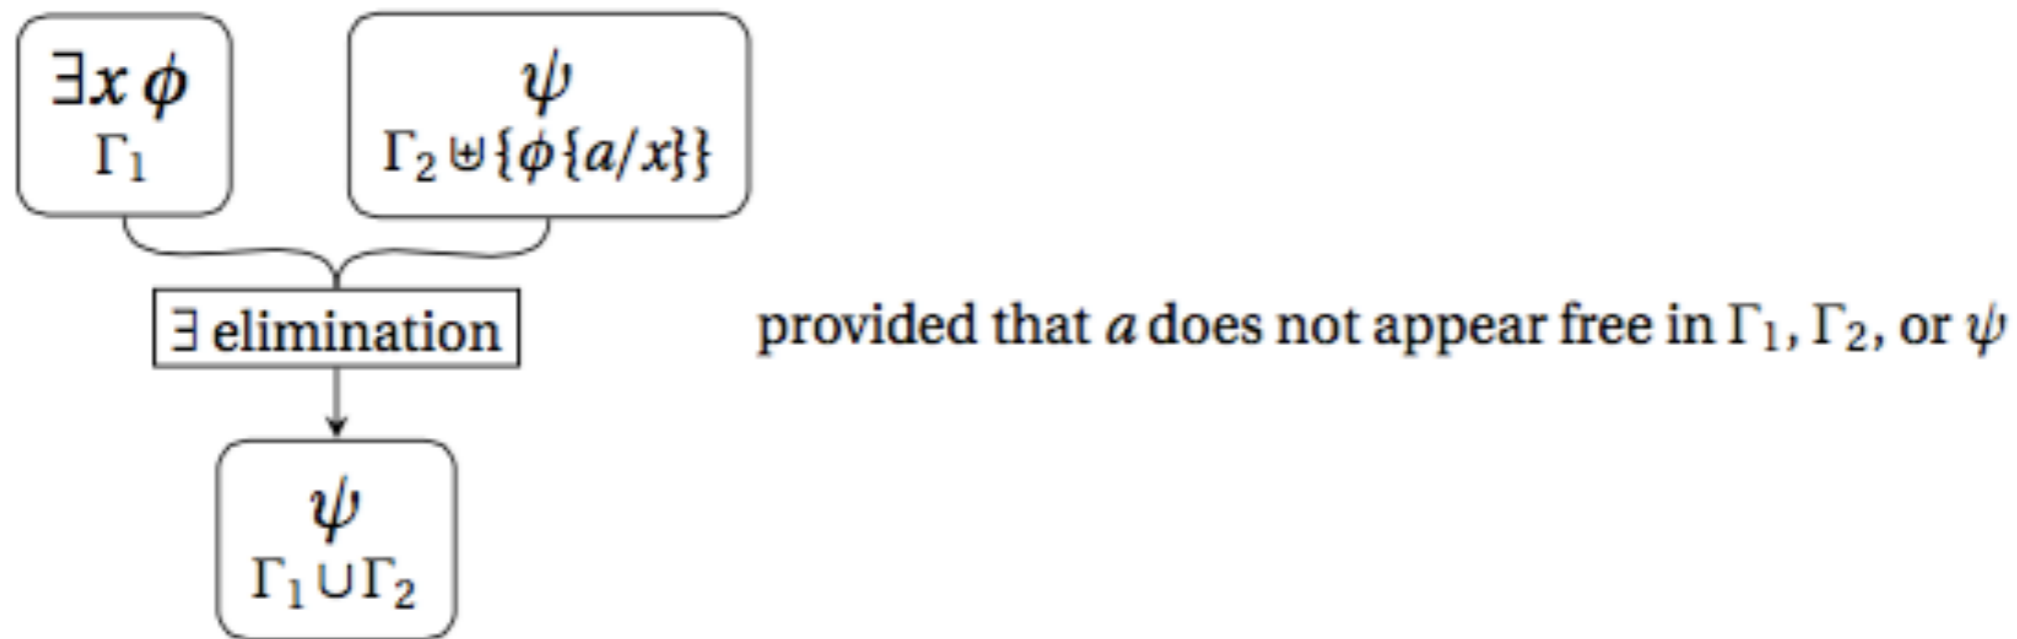 ∃x ϕ
Γ₁
ψ
Γ₂ ⊎ {ϕ{a/x}}
∃ elimination
provided that a does not appear free in Γ₁, Γ₂, or ψ
ψ
Γ₁ ∪ Γ₂